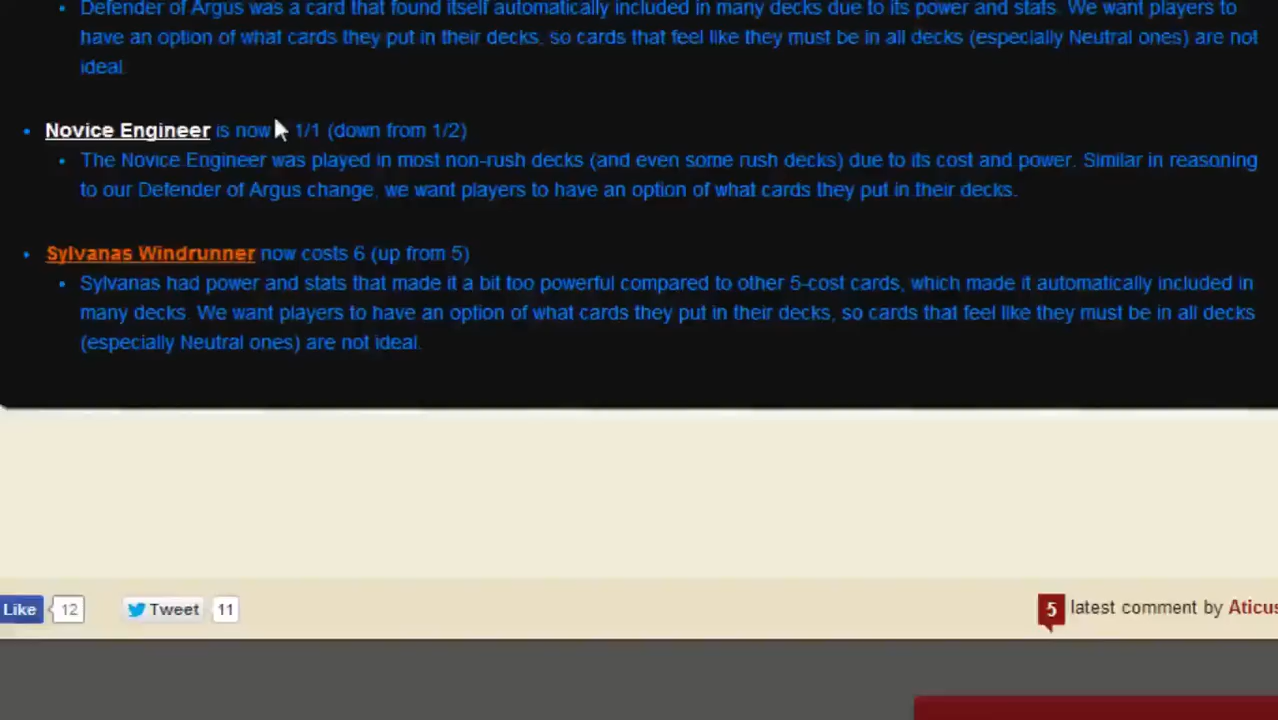 Defender of Argus was a card that found itself automatically included in many decks due to its power and stats. We want players to
have an option of what cards they put in their decks, so cards that feel like they must be in all decks (especially Neutral ones) are not
ideal.
• Novice Engineer is now 1/1 (down from 1/2)
• The Novice Engineer was played in most non-rush decks (and even some rush decks) due to its cost and power. Similar in reasoning
to our Defender of Argus change, we want players to have an option of what cards they put in their decks.
• Sylvanas Windrunner now costs 6 (up from 5)
• Sylvanas had power and stats that made it a bit too powerful compared to other 5-cost cards, which made it automatically included in
many decks. We want players to have an option of what cards they put in their decks, so cards that feel like they must be in all decks
(especially Neutral ones) are not ideal.
Like 12 Tweet 11 5 latest comment by Aticus